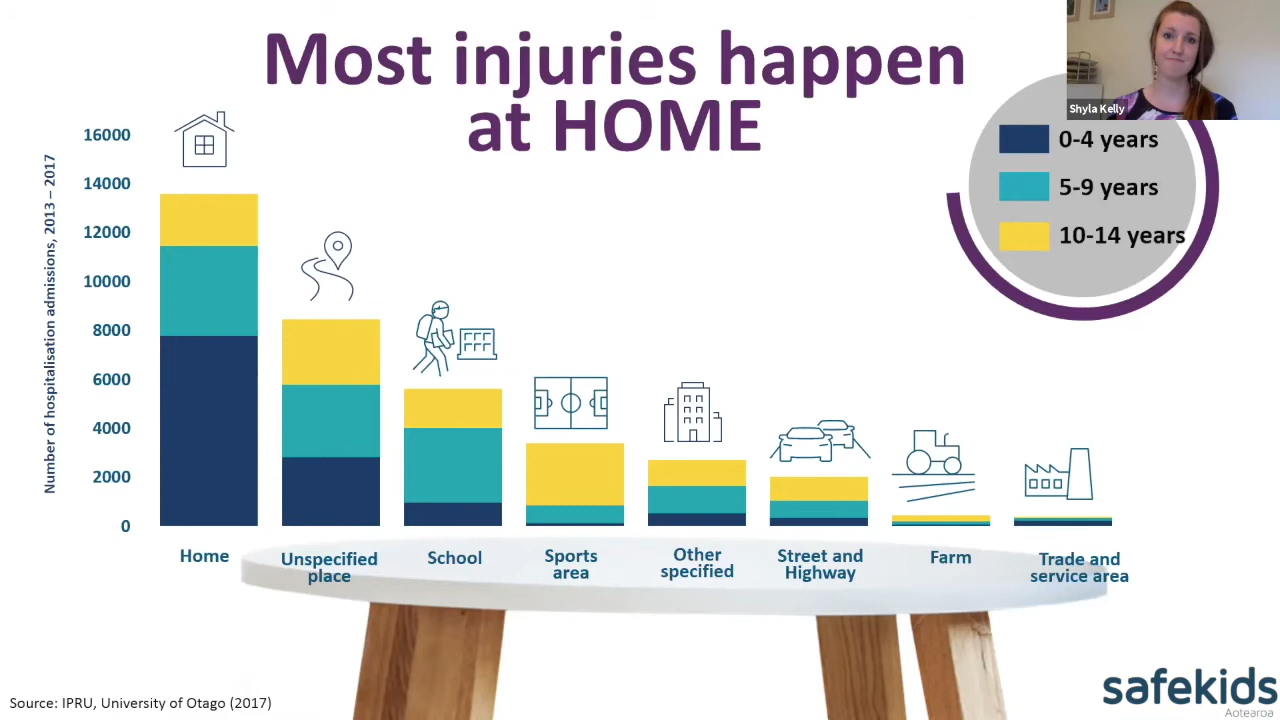 Most injuries happen
at HOME
Shyla Kelly
0-4 years
5-9 years
10-14 years
Number of hospitalisation admissions, 2013 – 2017
16000
14000
12000
10000
8000
6000
4000
2000
0
Home
Unspecified
place
School
Sports
area
Other
specified
Street and
Highway
Farm
Trade and
service area
Source: IPRU, University of Otago (2017)
safekids
Aotearoa